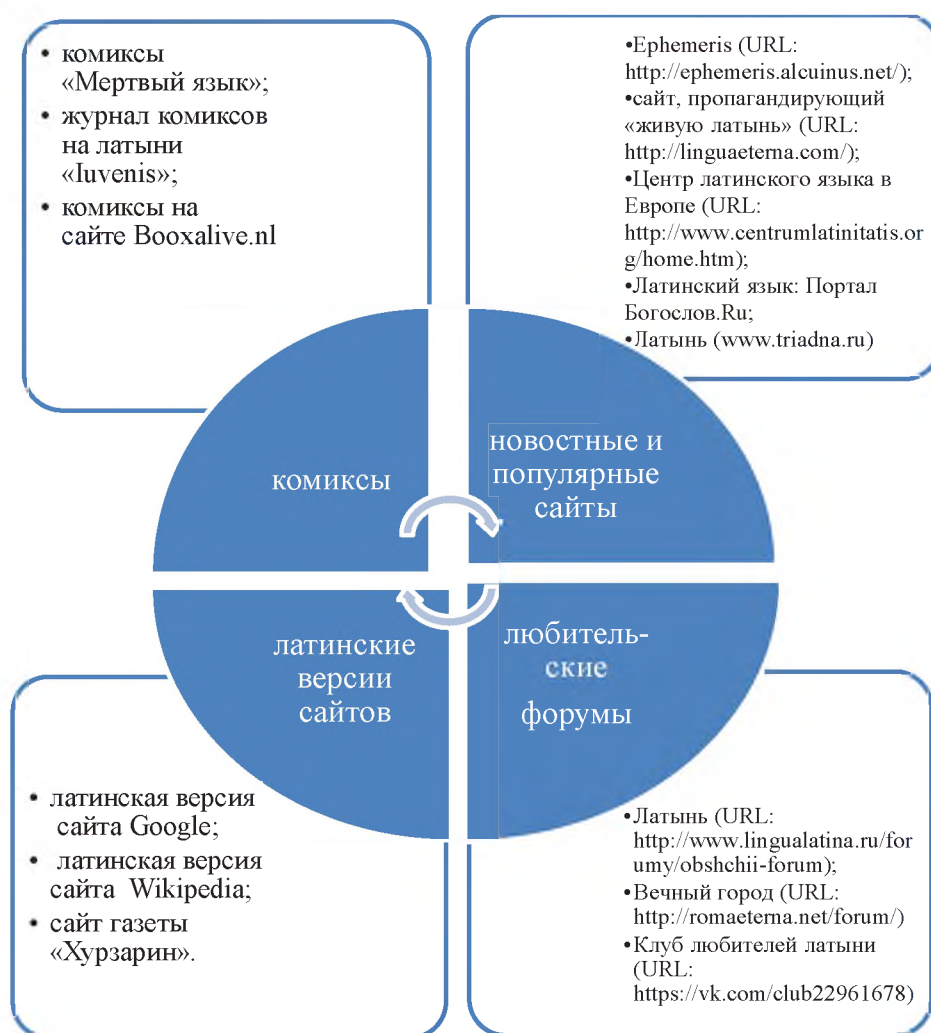 • комиксы
«Мертвый язык»;
• журнал комиксов
на латыни
«Iuvenis»;
• комиксы на
сайте Booxalive.nl
•Ephemeris (URL:
http://ephemeris.alcuinus.net/);
•сайт, пропагандирующий
«живую латынь» (URL:
http://linguaeterna.com/);
•Центр латинского языка в
Европе (URL:
http://www.centrumlatinitatis.or
g/home.htm);
•Латинский язык: Портал
Богослов.Ru;
•Латынь (www.triadna.ru)
комиксы
новостные и
популярные
сайты
латинские
версии
сайтов
любитель-
ские
форумы
• латинская версия
сайта Google;
• латинская версия
сайта Wikipedia;
• сайт газеты
«Хурзарин».
•Латынь (URL:
http://www.lingualatina.ru/for
umy/obshchii-forum);
•Вечный город (URL:
http://romaeterna.net/forum/)
•Клуб любителей латыни
(URL:
https://vk.com/club22961678)